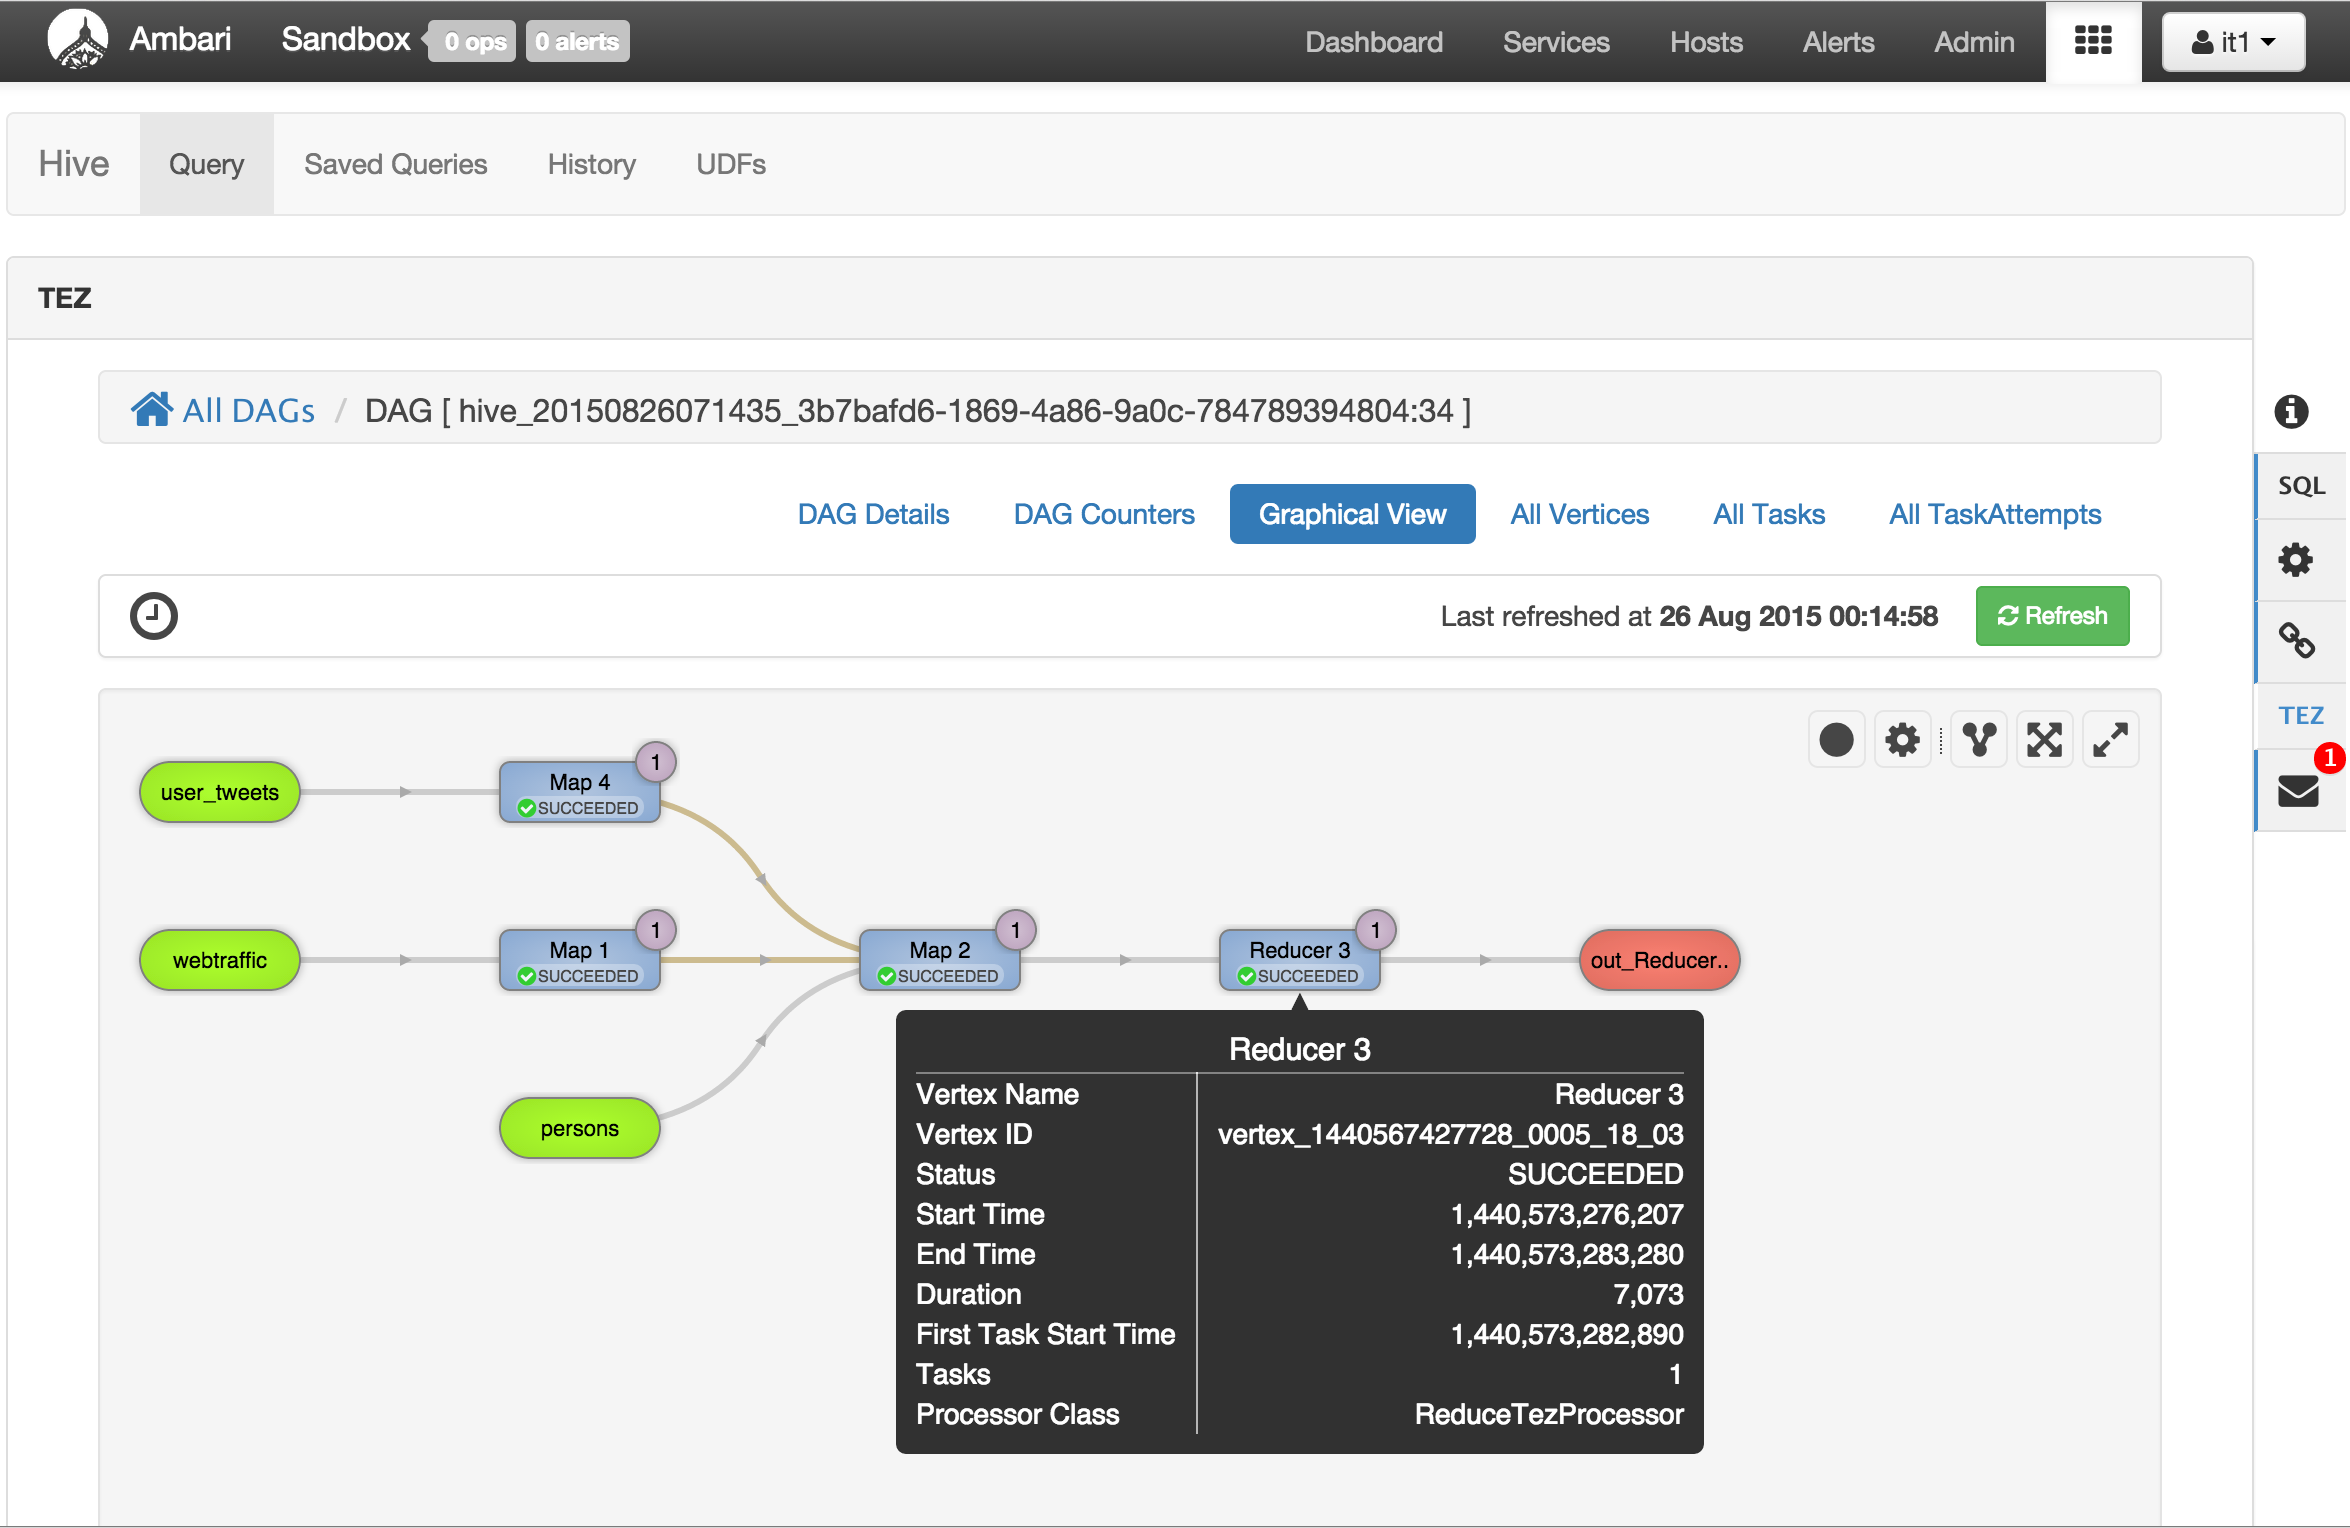 Ambari Sandbox 0 ops 0 alerts Dashboard Services Hosts Alerts Admin it1
Hive Query Saved Queries History UDFs
TEZ
All DAGs / DAG [ hive_20150826071435_3b7bafd6-1869-4a86-9a0c-784789394804:34 ]
DAG Details DAG Counters Graphical View All Vertices All Tasks All TaskAttempts
Last refreshed at 26 Aug 2015 00:14:58 Refresh
SQL
TEZ
1
user_tweets
Map 4
1
SUCCEEDED
webtraffic
Map 1
1
SUCCEEDED
Map 2
1
SUCCEEDED
Reducer 3
1
SUCCEEDED
out_Reducer..
persons
Reducer 3
Vertex Name Reducer 3
Vertex ID vertex_1440567427728_0005_18_03
Status SUCCEEDED
Start Time 1,440,573,276,207
End Time 1,440,573,283,280
Duration 7,073
First Task Start Time 1,440,573,282,890
Tasks 1
Processor Class ReduceTezProcessor